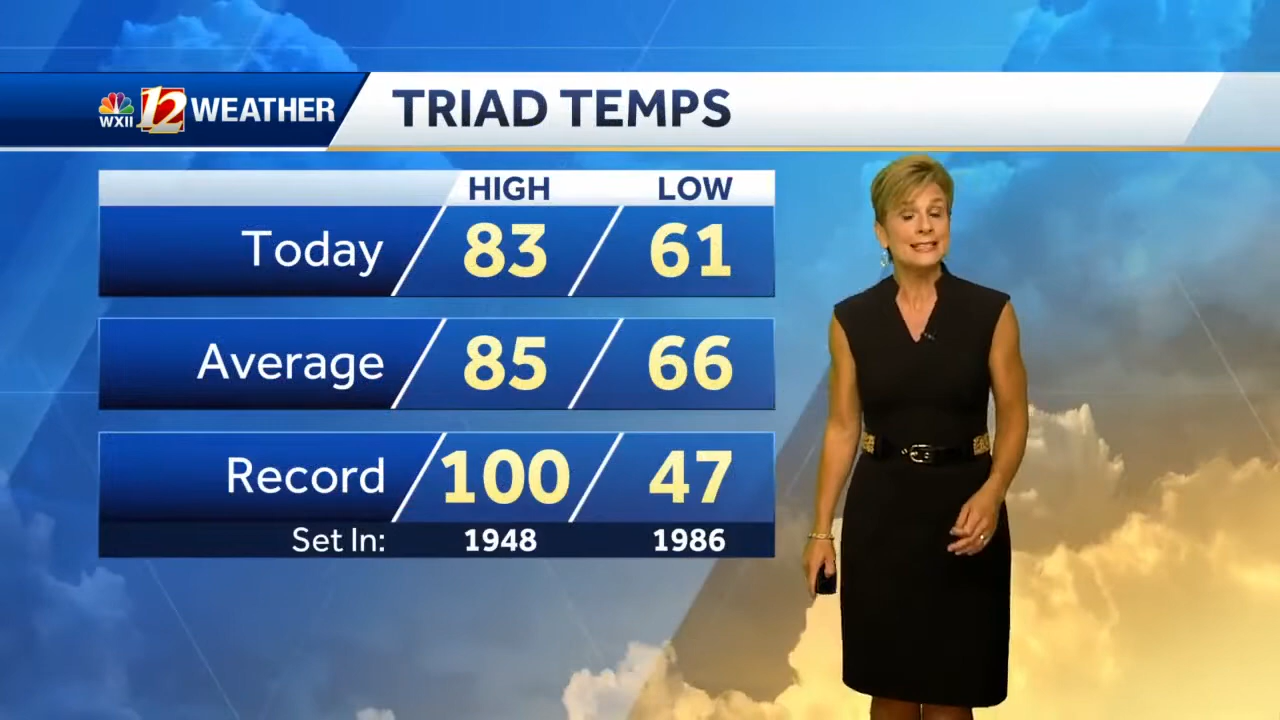 WXII 12 WEATHER TRIAD TEMPS
HIGH LOW
Today 83 61
Average 85 66
Record 100 47
Set In: 1948 1986